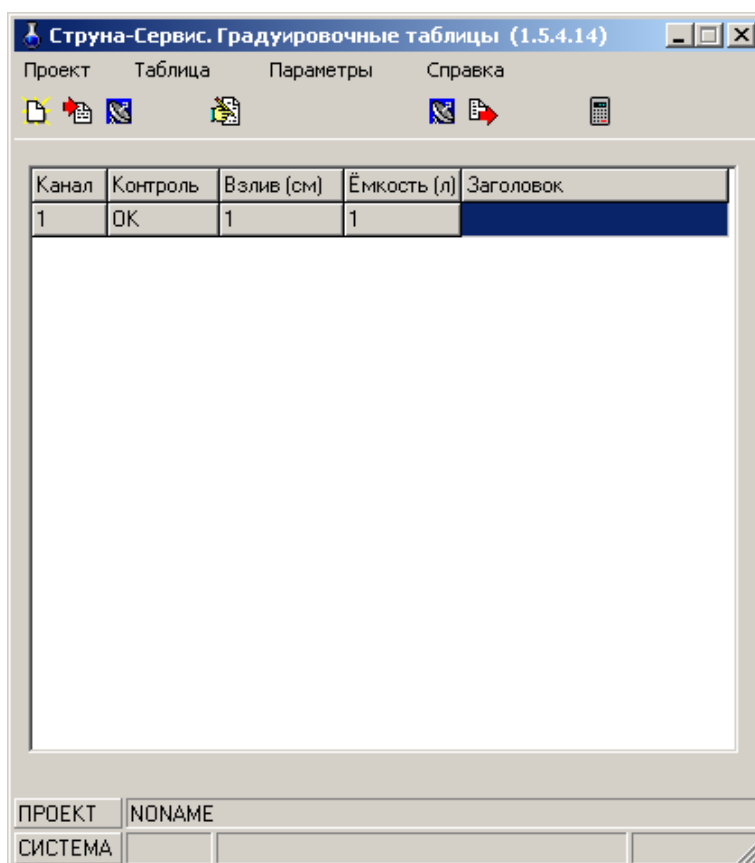 Струна-Сервис. Градуировочные таблицы (1.5.4.14)
Проект Таблица Параметры Справка
Канал Контроль Взлив (см) Ёмкость (л) Заголовок
1 OK 1 1
ПРОЕКТ NONAME
СИСТЕМА